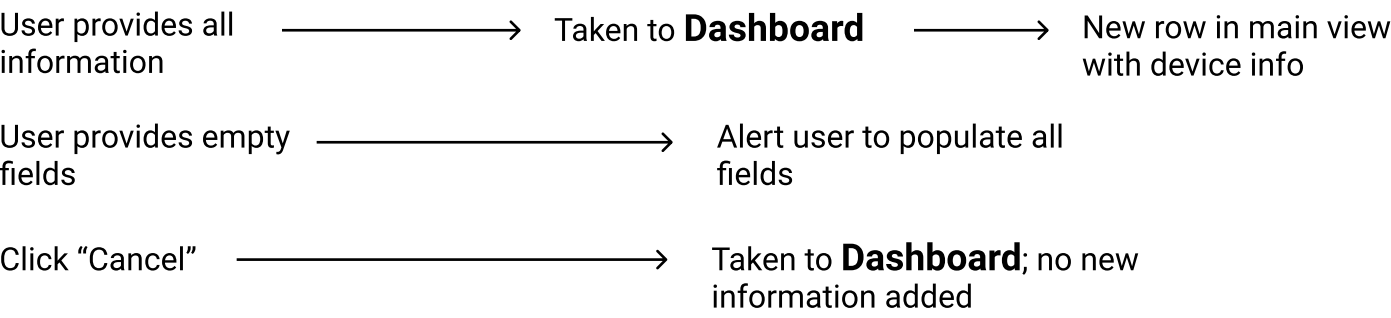 User provides all
information
Taken to Dashboard
New row in main view
with device info
User provides empty
fields
Alert user to populate all
fields
Click “Cancel”
Taken to Dashboard; no new
information added